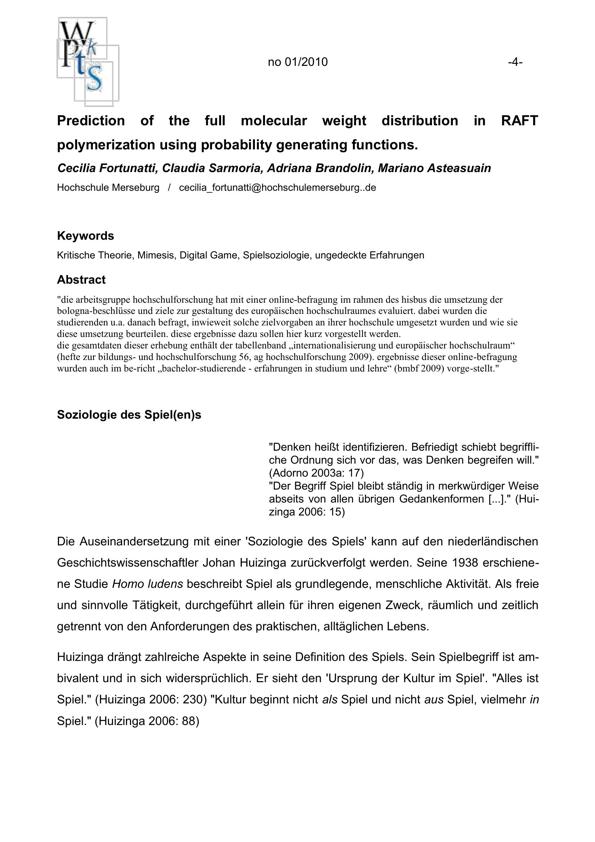 W
Pkts
no 01/2010 -4-
Prediction of the full molecular weight distribution in RAFT
polymerization using probability generating functions.
Cecilia Fortunatti, Claudia Sarmoria, Adriana Brandolin, Mariano Asteasuain
Hochschule Merseburg / cecilia_fortunatti@hochschulemerseburg..de
Keywords
Kritische Theorie, Mimesis, Digital Game, Spielsoziologie, ungedeckte Erfahrungen
Abstract
"die arbeitsgruppe hochschulforschung hat mit einer online-befragung im rahmen des hisbus die umsetzung der
bologna-beschlüsse und ziele zur gestaltung des europäischen hochschulraumes evaluiert. dabei wurden die
studierenden u.a. danach befragt, inwieweit solche zielvorgaben an ihrer hochschule umgesetzt wurden und wie sie
diese umsetzung beurteilen. diese ergebnisse dazu sollen hier kurz vorgestellt werden.
die gesamtdaten dieser erhebung enthält der tabellenband „internationalisierung und europäischer hochschulraum“
(hefte zur bildungs- und hochschulforschung 56, ag hochschulforschung 2009). ergebnisse dieser online-befragung
wurden auch im be-richt „bachelor-studierende - erfahrungen in studium und lehre“ (bmbf 2009) vorge-stellt."
Soziologie des Spiel(en)s
"Denken heißt identifizieren. Befriedigt schiebt begriffli-
che Ordnung sich vor das, was Denken begreifen will."
(Adorno 2003a: 17)
"Der Begriff Spiel bleibt ständig in merkwürdiger Weise
abseits von allen übrigen Gedankenformen [...]." (Hui-
zinga 2006: 15)
Die Auseinandersetzung mit einer 'Soziologie des Spiels' kann auf den niederländischen
Geschichtswissenschaftler Johan Huizinga zurückverfolgt werden. Seine 1938 erschiene-
ne Studie Homo ludens beschreibt Spiel als grundlegende, menschliche Aktivität. Als freie
und sinnvolle Tätigkeit, durchgeführt allein für ihren eigenen Zweck, räumlich und zeitlich
getrennt von den Anforderungen des praktischen, alltäglichen Lebens.
Huizinga drängt zahlreiche Aspekte in seine Definition des Spiels. Sein Spielbegriff ist am-
bivalent und in sich widersprüchlich. Er sieht den 'Ursprung der Kultur im Spiel'. "Alles ist
Spiel." (Huizinga 2006: 230) "Kultur beginnt nicht als Spiel und nicht aus Spiel, vielmehr in
Spiel." (Huizinga 2006: 88)